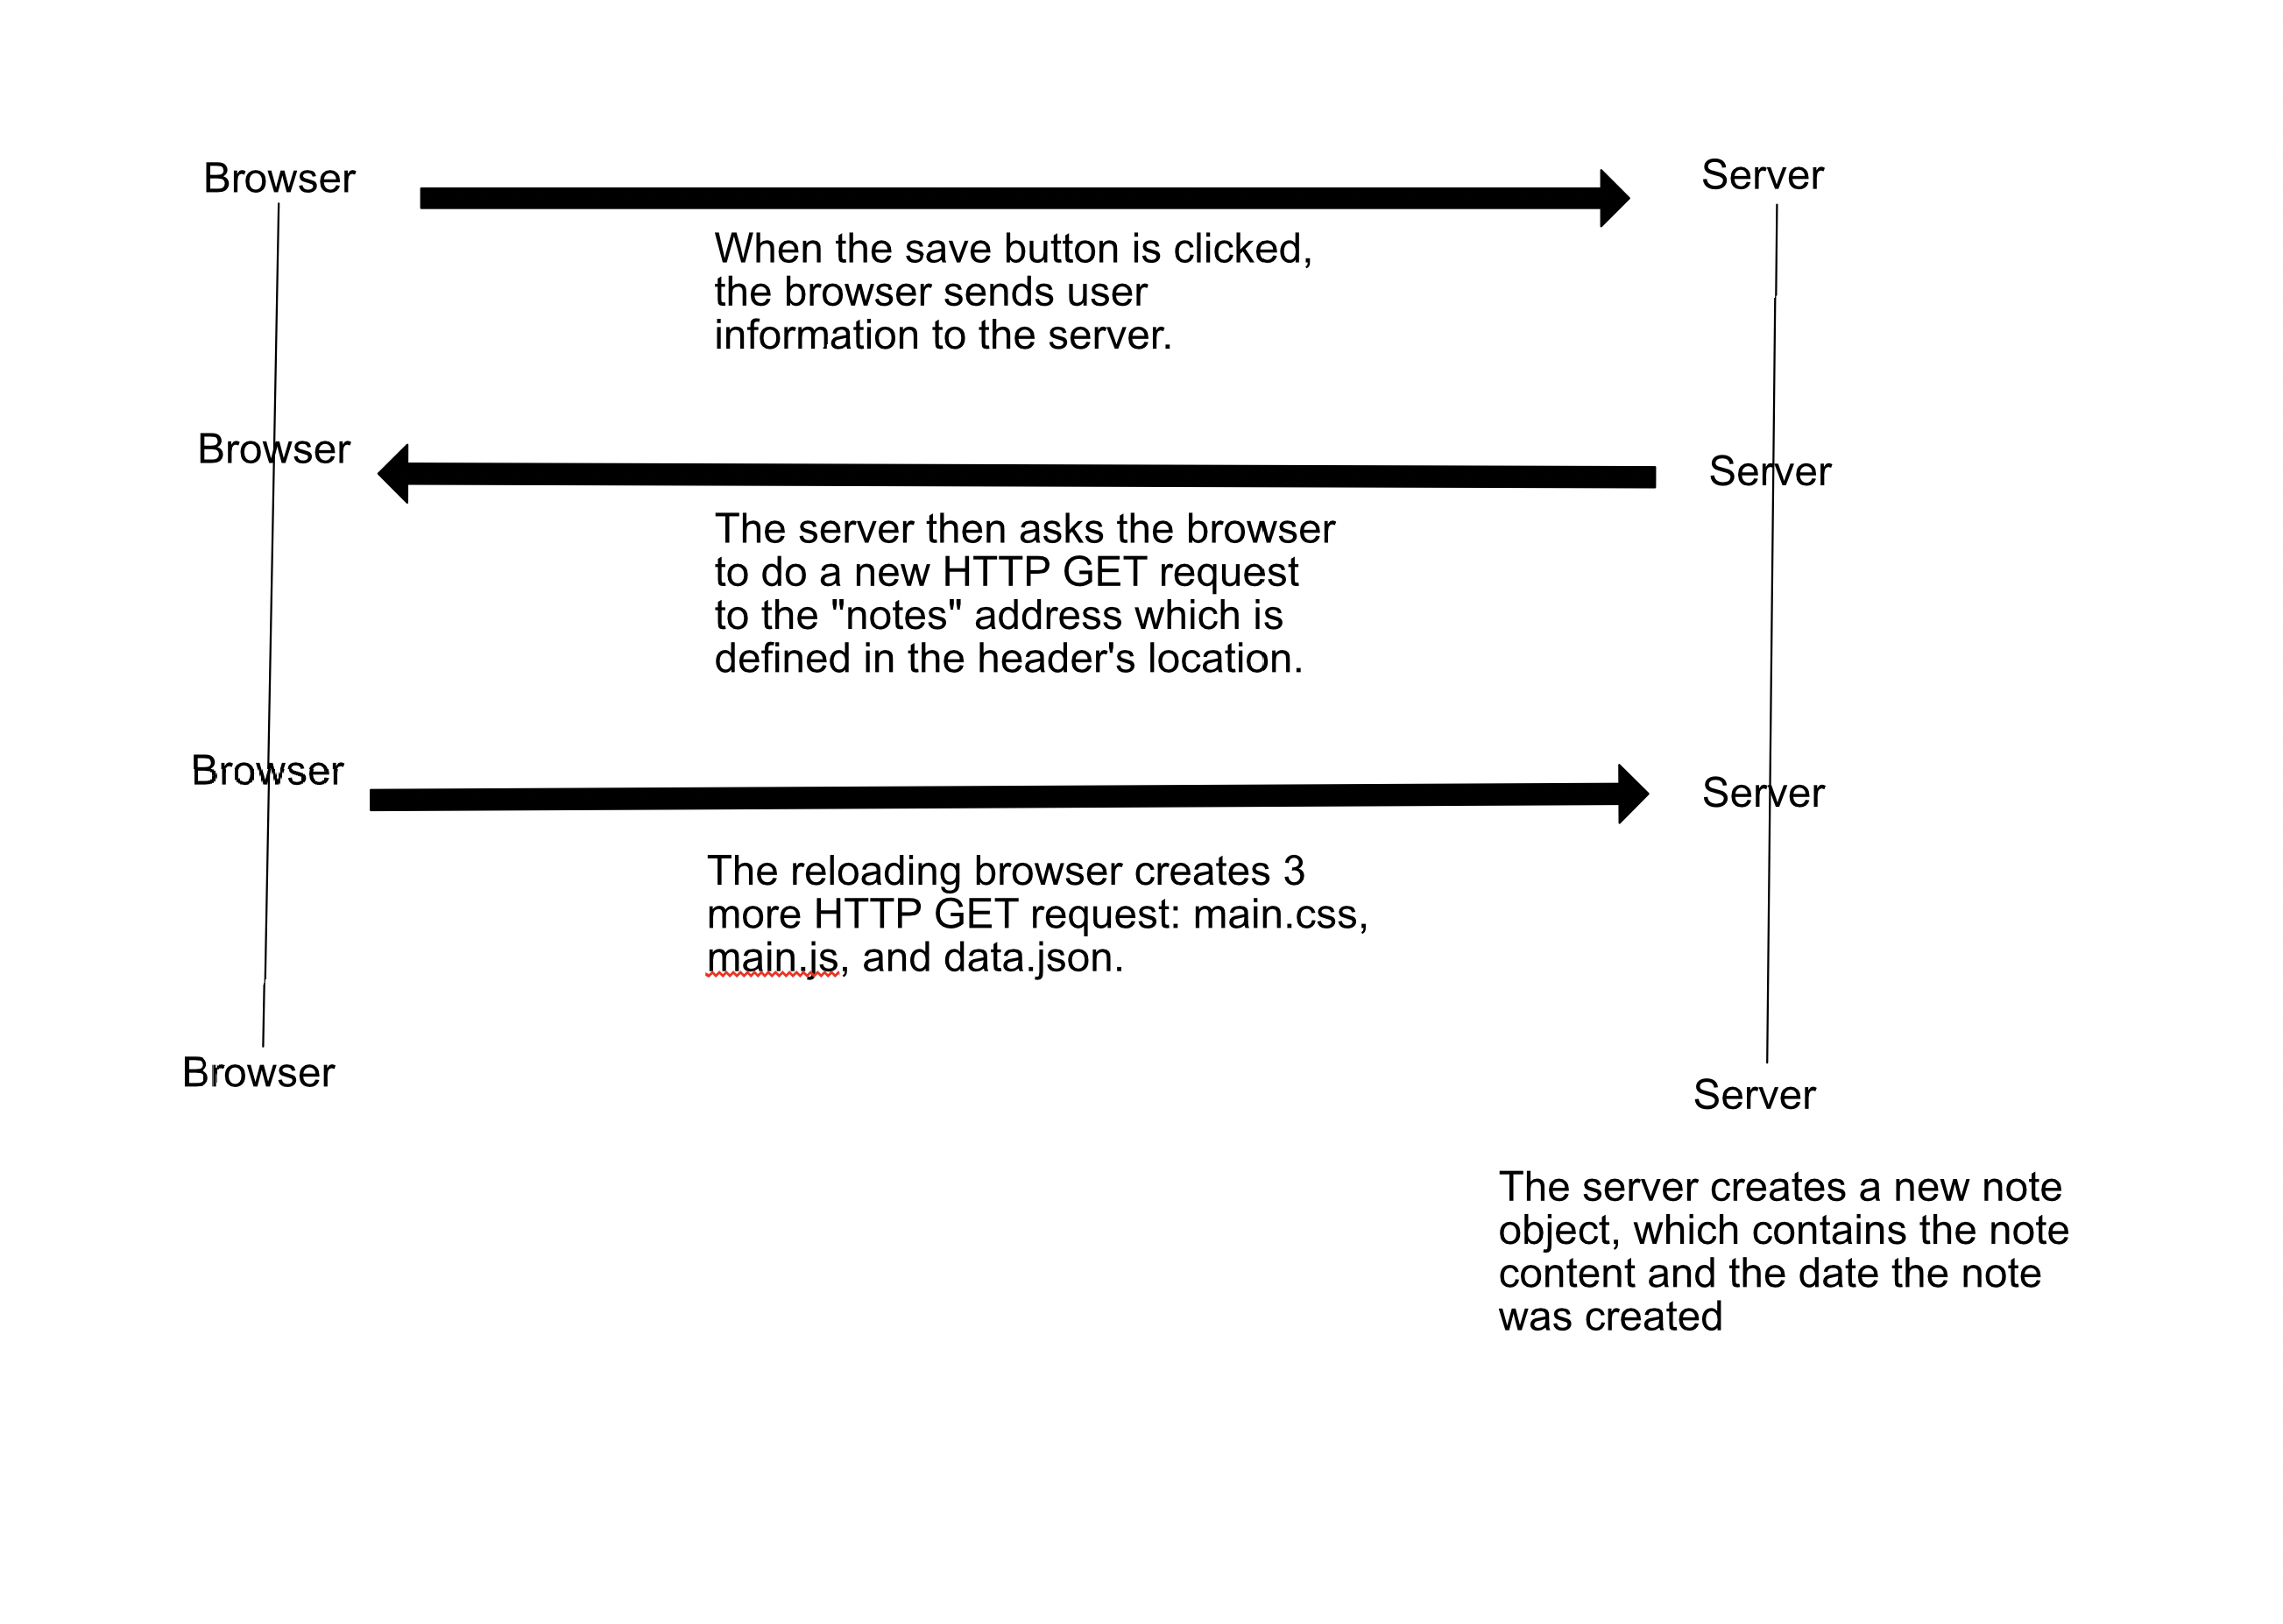 Browser
Server
When the save button is clicked,
the browser sends user
information to the server.
Browser
Server
The server then asks the browser
to do a new HTTP GET request
to the "notes" address which is
defined in the header's location.
Browser
Server
The reloading browser creates 3
more HTTP GET request: main.css,
main.js, and data.json.
Browser
Server
The server creates a new note
object, which contains the note
content and the date the note
was created